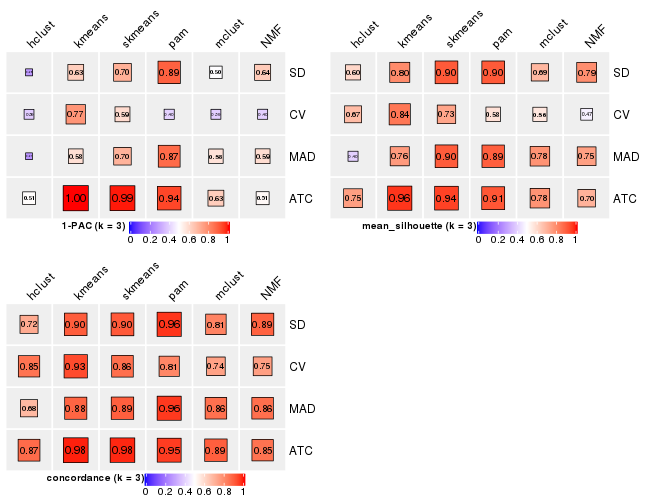 hclust kmeans skmeans pam mclust NMF
0.63 0.70 0.89 0.50 0.64 SD
0.77 0.59 CV
0.58 0.70 0.87 0.58 0.59 MAD
0.51 1.00 0.99 0.94 0.63 0.51 ATC
1-PAC (k = 3)
0 0.2 0.4 0.6 0.8 1
hclust kmeans skmeans pam mclust NMF
0.60 0.80 0.90 0.90 0.69 0.79 SD
0.67 0.84 0.73 0.58 0.56 0.47 CV
0.76 0.90 0.89 0.78 0.75 MAD
0.75 0.96 0.94 0.91 0.78 0.70 ATC
mean_silhouette (k = 3)
0 0.2 0.4 0.6 0.8 1
hclust kmeans skmeans pam mclust NMF
0.72 0.90 0.90 0.96 0.81 0.89 SD
0.85 0.93 0.86 0.81 0.74 0.75 CV
0.68 0.88 0.89 0.96 0.86 0.86 MAD
0.87 0.98 0.98 0.95 0.89 0.85 ATC
concordance (k = 3)
0 0.2 0.4 0.6 0.8 1